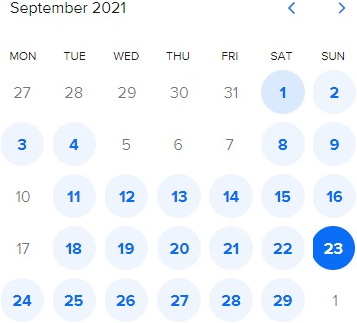 September 2021
MON TUE WED THU FRI SAT SUN
27 28 29 30 31 1 2
3 4 5 6 7 8 9
10 11 12 13 14 15 16
17 18 19 20 21 22 23
24 25 26 27 28 29 1